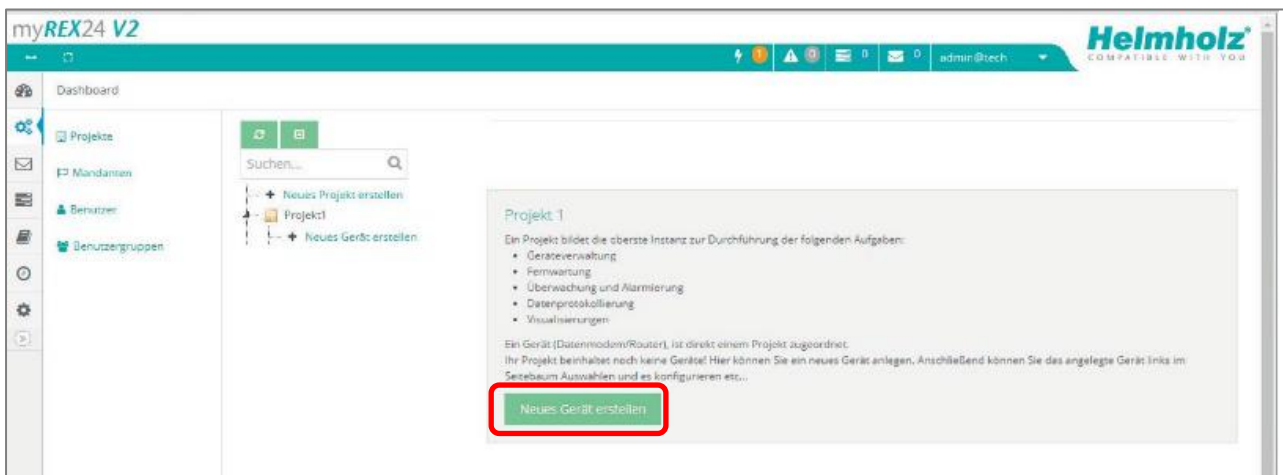 myREX24 V2
Helmholz
COMPATIBLE WITH YOU
1 0 0 0 admin@tech
Dashboard
Projekte
Mandanten
Benutzer
Benutzergruppen
Suchen...
Neues Projekt erstellen
Projekt1
Neues Gerät erstellen
Projekt 1
Ein Projekt bildet die oberste Instanz zur Durchführung der folgenden Aufgaben:
• Geräteverwaltung
• Fernwartung
• Überwachung und Alarmierung
• Datenprotokollierung
• Visualisierungen
Ein Gerät (Datenmodem/Router), ist direkt einem Projekt zugeordnet.
Ihr Projekt beinhaltet noch keine Geräte! Hier können Sie ein neues Gerät anlegen. Anschließend können Sie das angelegte Gerät links im
Seitebaum Auswählen und es konfigurieren etc...
Neues Gerät erstellen